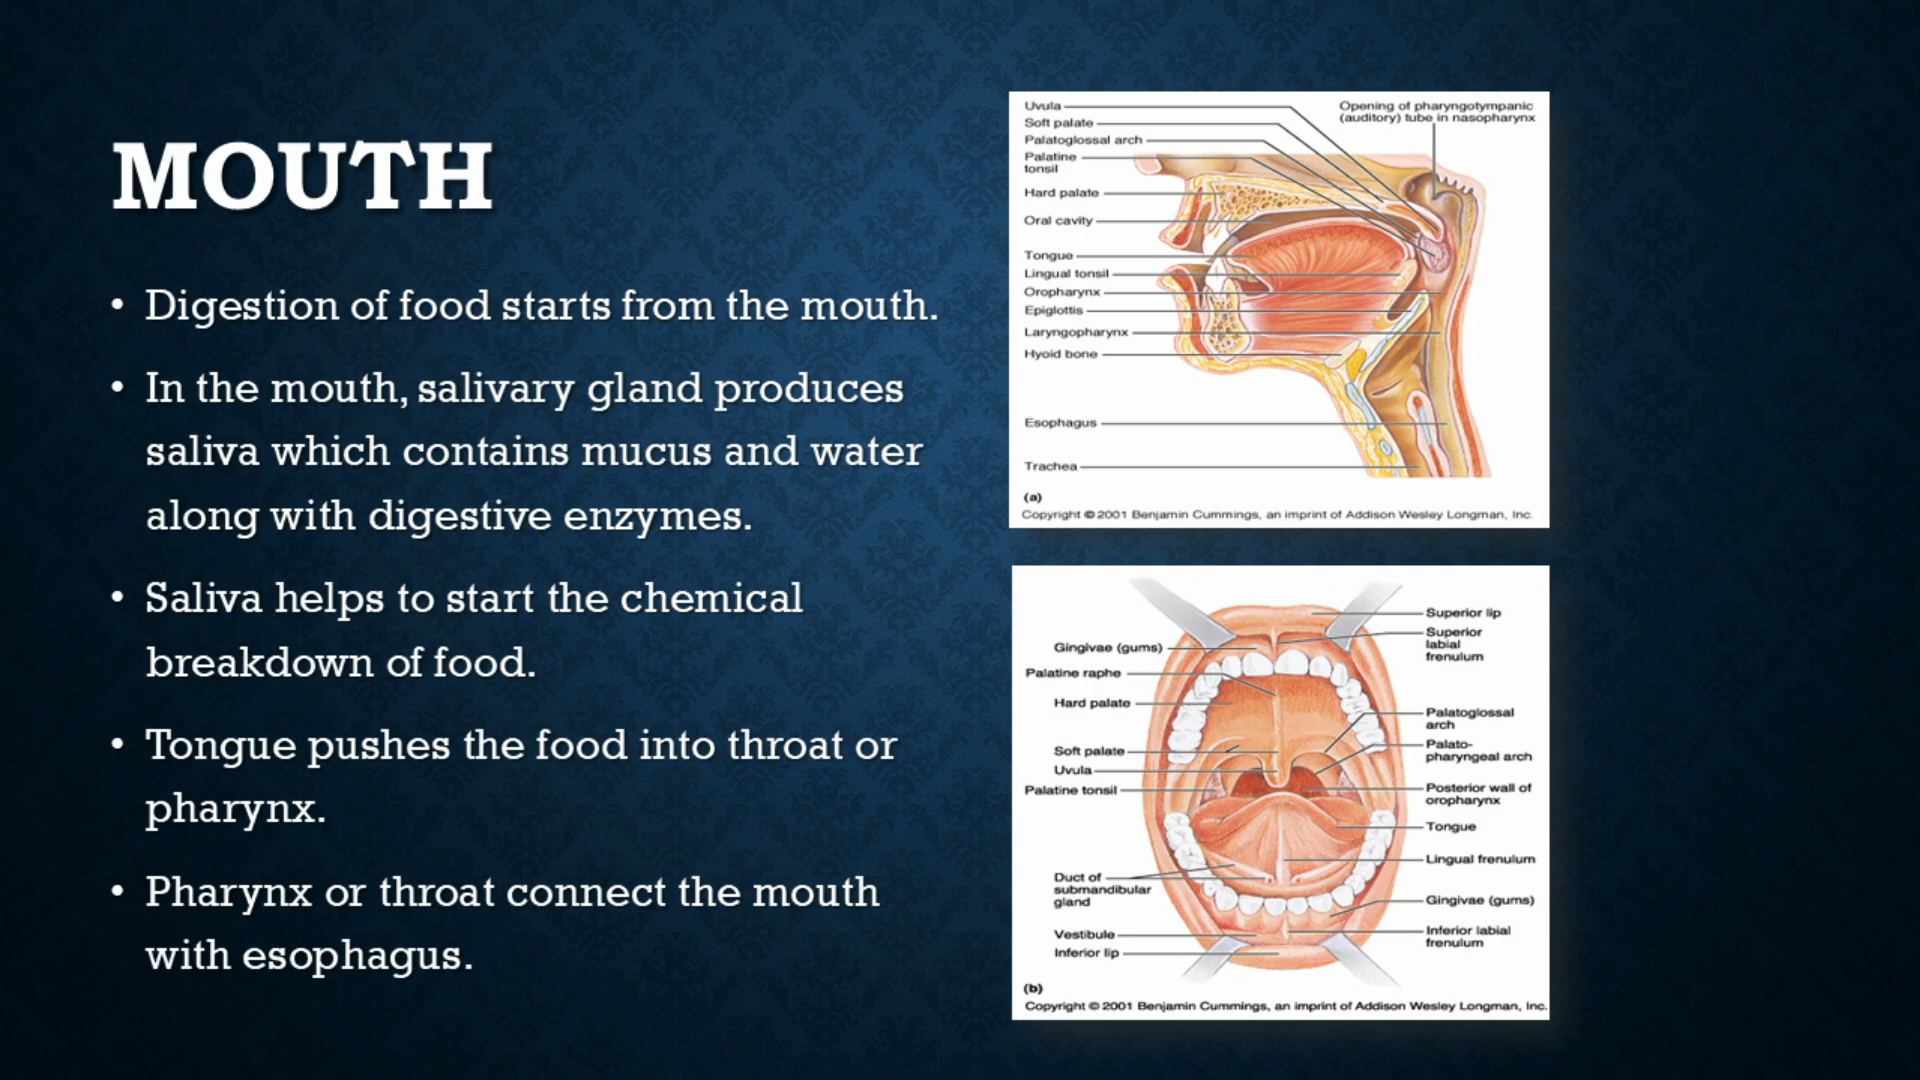 MOUTH
• Digestion of food starts from the mouth.
• In the mouth, salivary gland produces
saliva which contains mucus and water
along with digestive enzymes.
• Saliva helps to start the chemical
breakdown of food.
• Tongue pushes the food into throat or
pharynx.
• Pharynx or throat connect the mouth
with esophagus.
Uvula
Soft palate
Palatoglossal arch
Palatine
tonsil
Hard palate
Oral cavity
Tongue
Lingual tonsil
Oropharynx
Epiglottis
Laryngopharynx
Hyoid bone
Esophagus
Trachea
Opening of pharyngotympanic
(auditory) tube in nasopharynx
(a)
Copyright © 2001 Benjamin Cummings, an imprint of Addison Wesley Longman, Inc.
Gingivae (gums)
Palatine raphe
Hard palate
Soft palate
Uvula
Palatine tonsil
Duct of
submandibular
gland
Vestibule
Inferior lip
Superior lip
Superior
labial
frenulum
Palatoglossal
arch
Palato-
pharyngeal arch
Posterior wall of
oropharynx
Tongue
Lingual frenulum
Gingivae (gums)
Inferior labial
frenulum
(b)
Copyright © 2001 Benjamin Cummings, an imprint of Addison Wesley Longman, Inc.